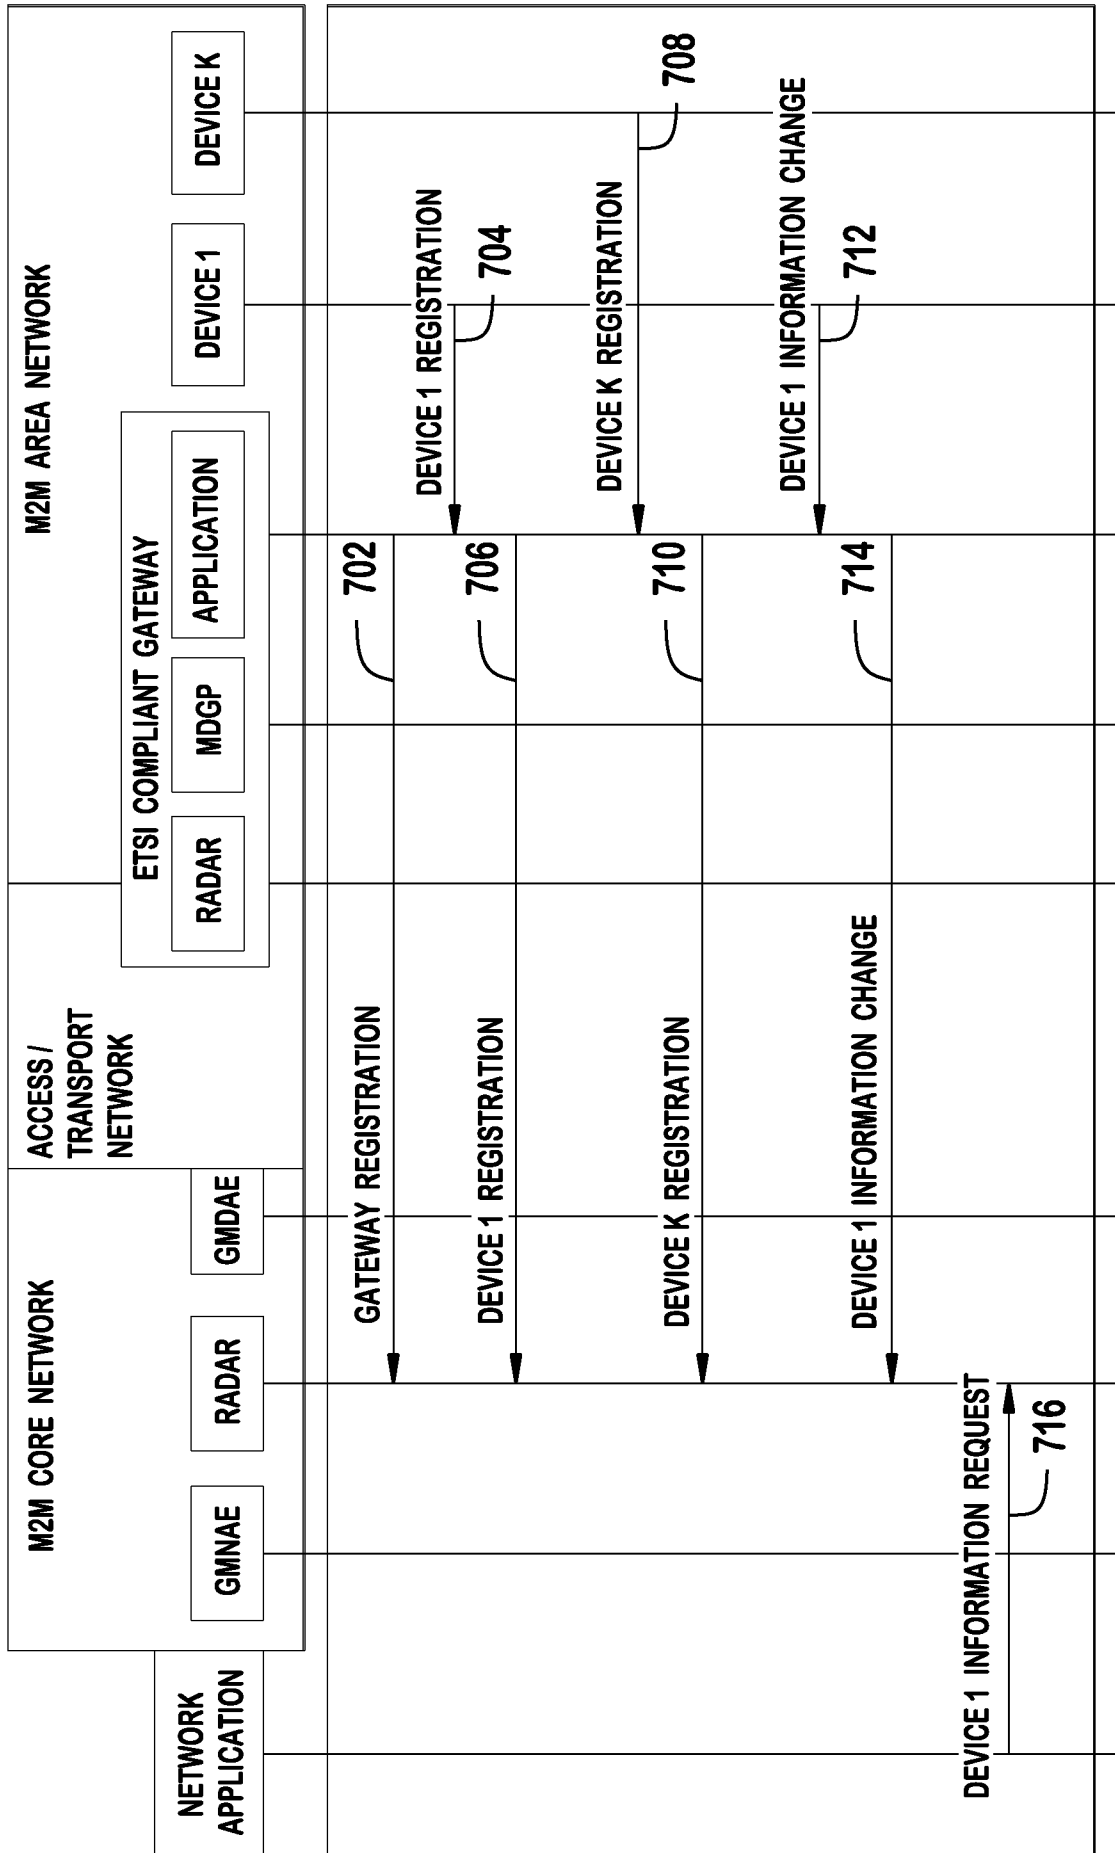 M2M CORE NETWORK
ACCESS /
TRANSPORT
NETWORK
M2M AREA NETWORK
ETSI COMPLIANT GATEWAY
NETWORK
APPLICATION
GMNAE
RADAR
GMDAE
RADAR
MDGP
APPLICATION
DEVICE 1
DEVICE K
GATEWAY REGISTRATION
702
DEVICE 1 REGISTRATION
704
DEVICE 1 REGISTRATION
706
DEVICE K REGISTRATION
708
DEVICE K REGISTRATION
710
DEVICE 1 INFORMATION CHANGE
712
DEVICE 1 INFORMATION CHANGE
714
DEVICE 1 INFORMATION REQUEST
716